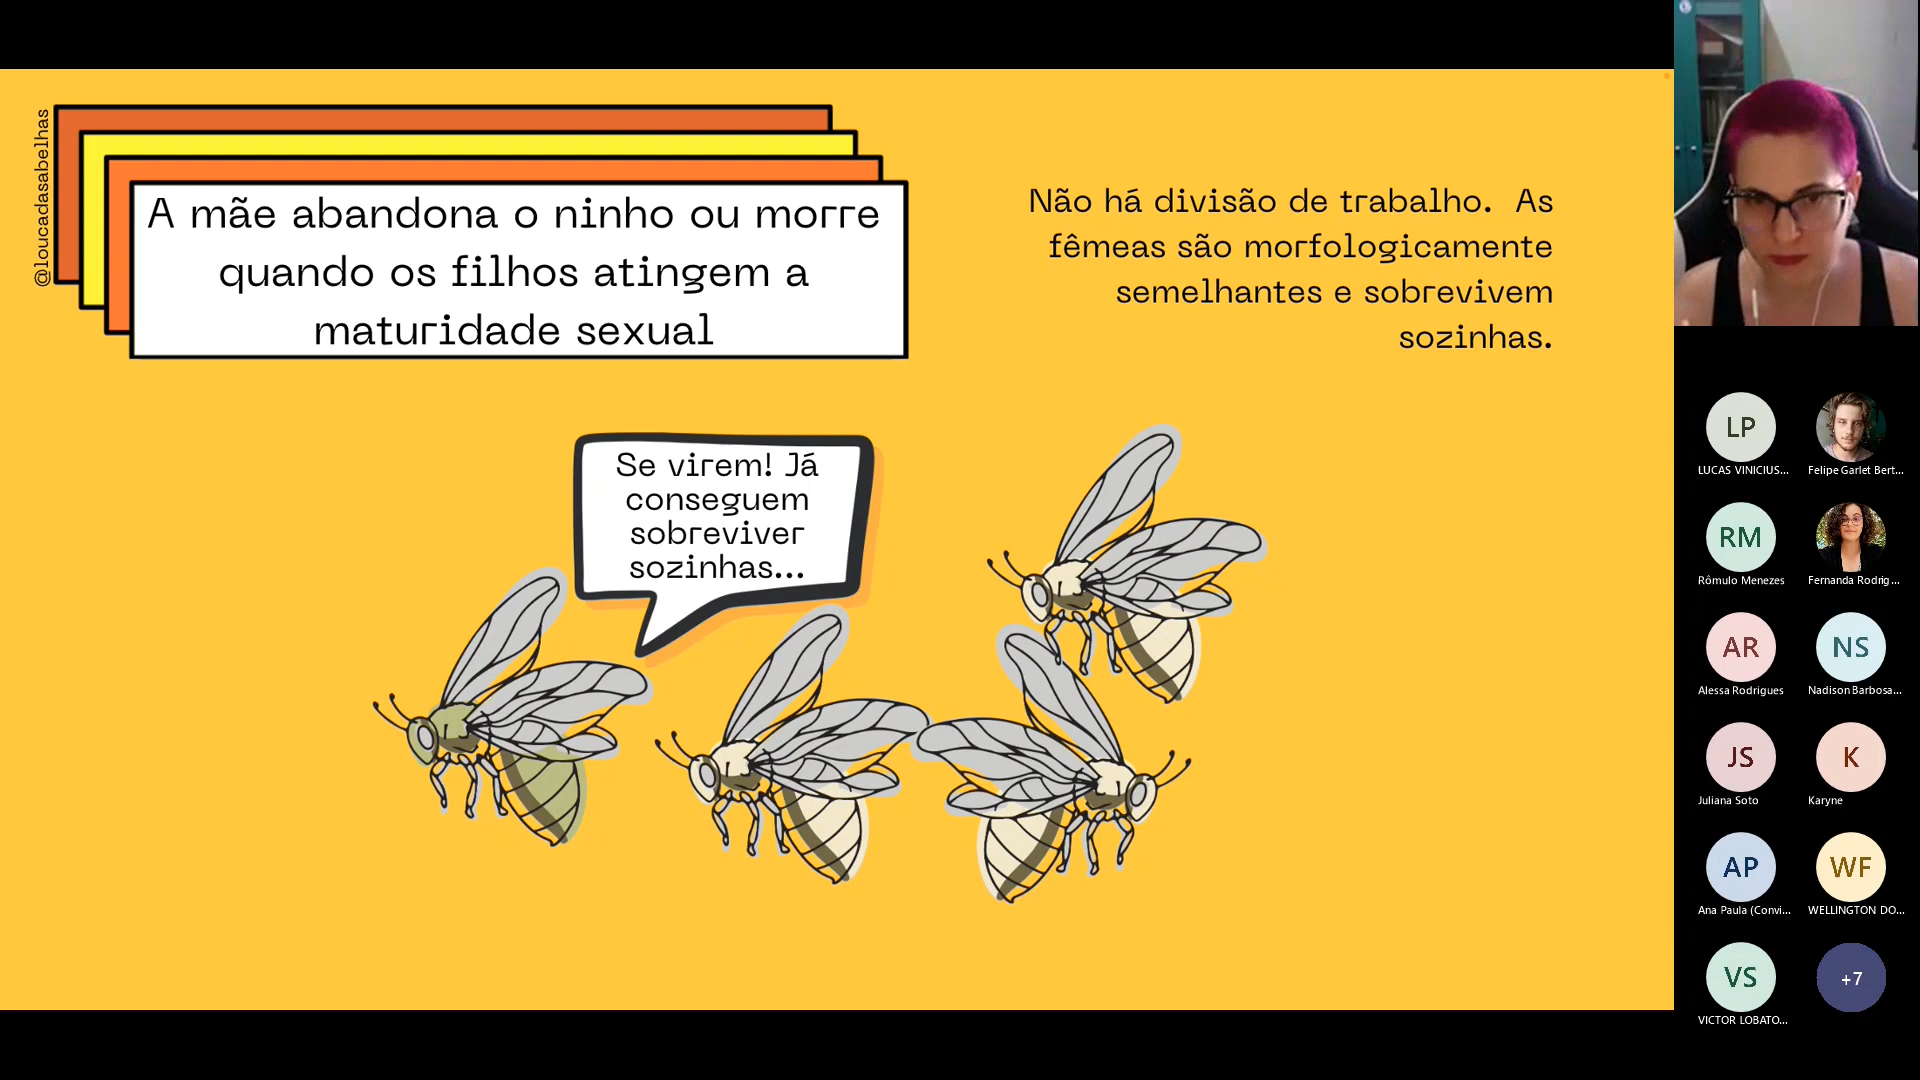 @loucadasabelhas
A mãe abandona o ninho ou morre
quando os filhos atingem a
maturidade sexual
Não há divisão de trabalho. As
fêmeas são morfologicamente
semelhantes e sobrevivem
sozinhas.
Se virem! Já
conseguem
sobreviver
sozinhas...
LP
LUCAS VINICIUS...
Felipe Garlet Bert...
RM
Rômulo Menezes
Fernanda Rodrig...
AR
Alessa Rodrigues
NS
Nadison Barbosa...
JS
Juliana Soto
K
Karyne
AP
Ana Paula (Convi...
WF
WELLINGTON DO...
VS
VICTOR LOBATO...
+7